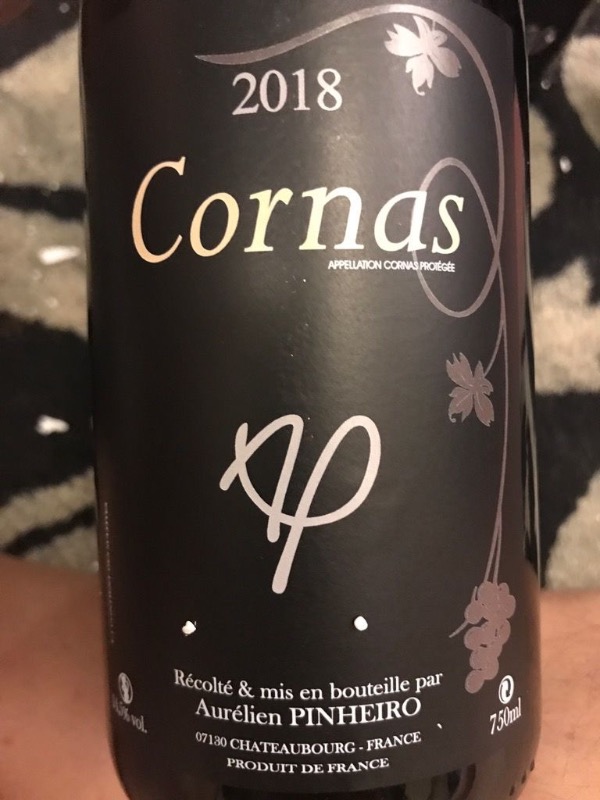 2018
Cornas
APPELLATION CORNAS PROTÉGÉE
AP
Récolté & mis en bouteille par
Aurélien PINHEIRO
% vol.
750ml
07130 CHATEAUBOURG - FRANCE
PRODUIT DE FRANCE